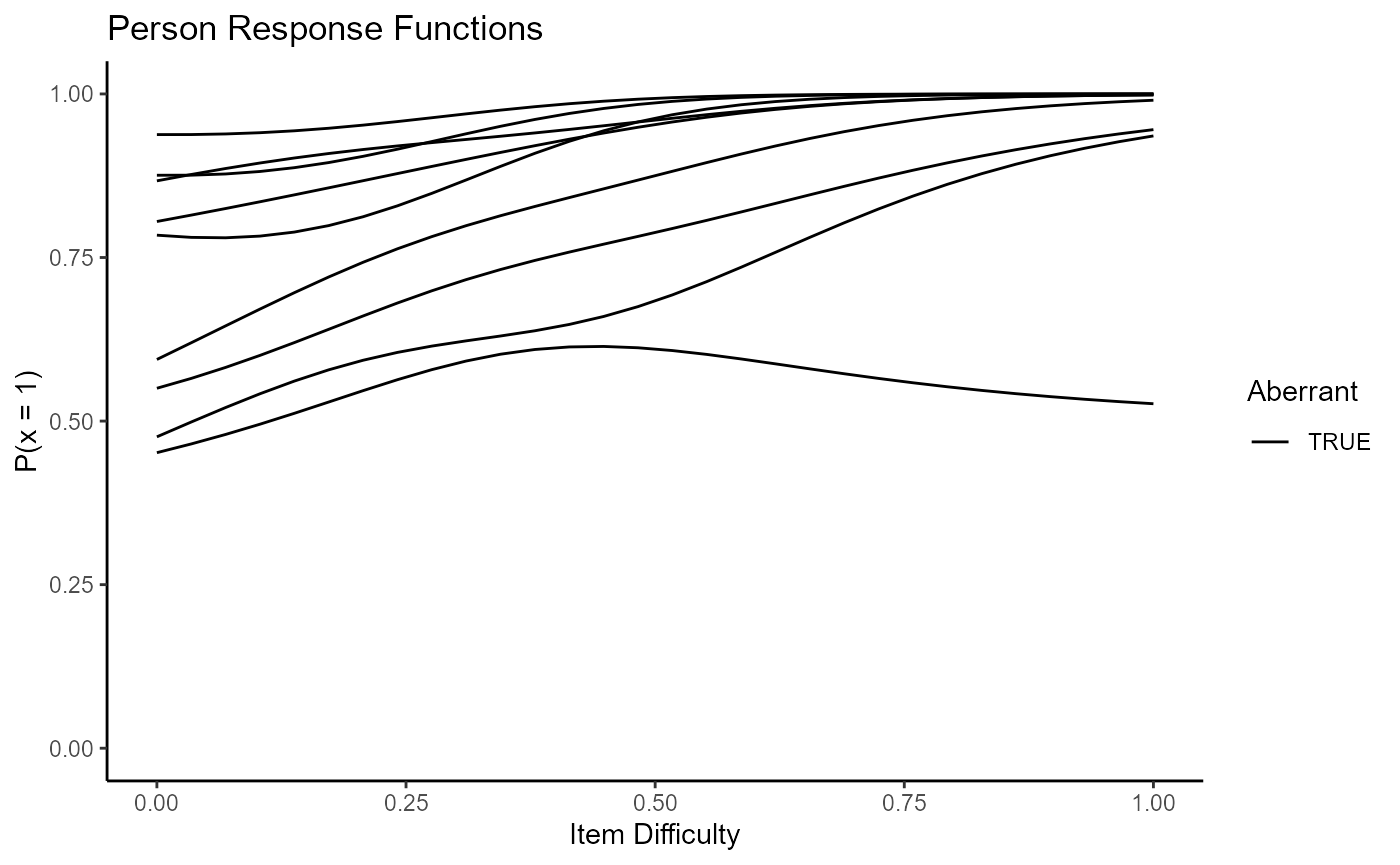 Person Response Functions
1.00
0.75
0.50
0.25
0.00
P(x = 1)
0.00 0.25 0.50 0.75 1.00
Item Difficulty
Aberrant
TRUE